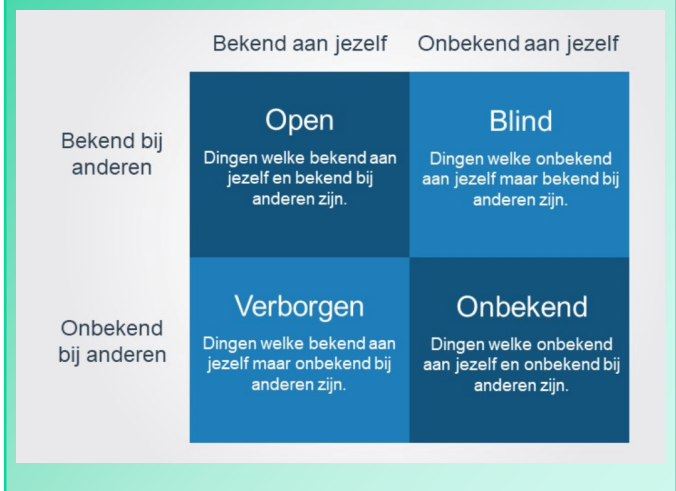 Bekend aan jezelf
Onbekend aan jezelf
Bekend bij
anderen
Open
Dingen welke bekend aan
jezelf en bekend bij
anderen zijn.
Blind
Dingen welke onbekend
aan jezelf maar bekend bij
anderen zijn.
Onbekend
bij anderen
Verborgen
Dingen welke bekend aan
jezelf maar onbekend bij
anderen zijn.
Onbekend
Dingen welke onbekend
aan jezelf en onbekend bij
anderen zijn.